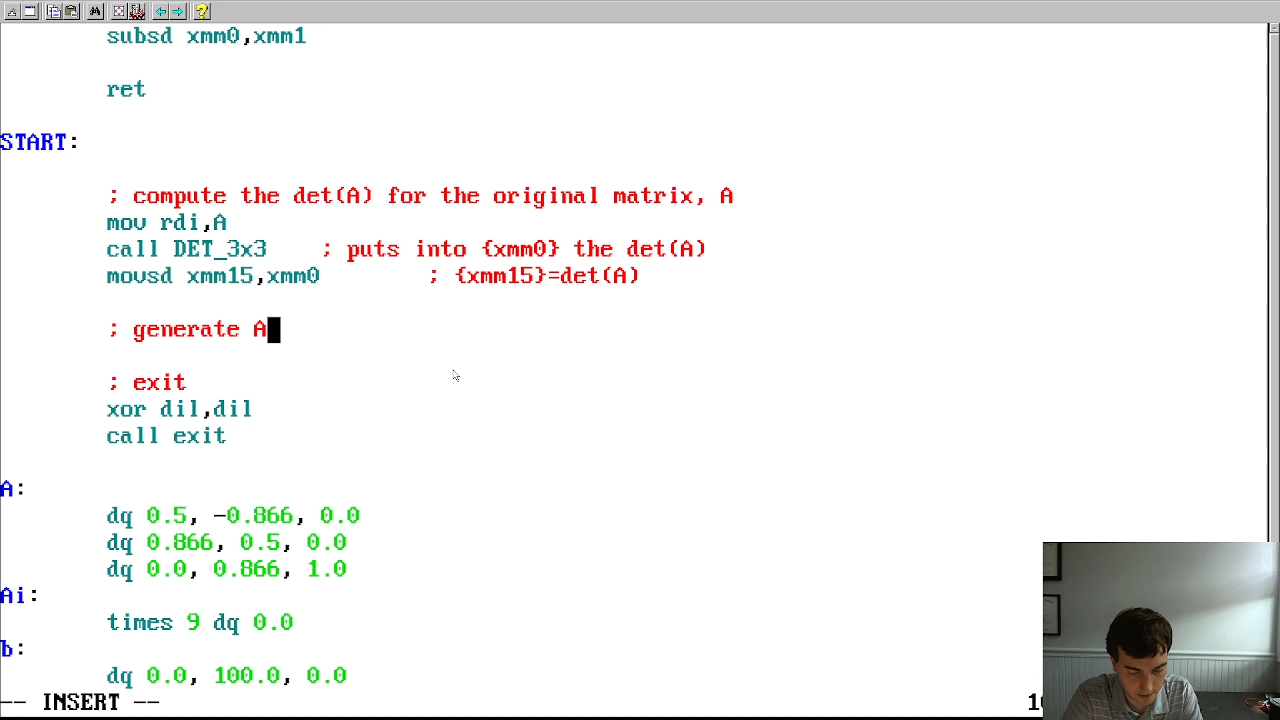 subsd xmm0,xmm1
ret
START:
; compute the det(A) for the original matrix, A
mov rdi,A
call DET_3x3    ; puts into {xmm0} the det(A)
movsd xmm15,xmm0        ; {xmm15}=det(A)
; generate A
; exit
xor dil,dil
call exit
A:
dq 0.5, -0.866, 0.0
dq 0.866, 0.5, 0.0
dq 0.0, 0.866, 1.0
Ai:
times 9 dq 0.0
b:
dq 0.0, 100.0, 0.0
-- INSERT --